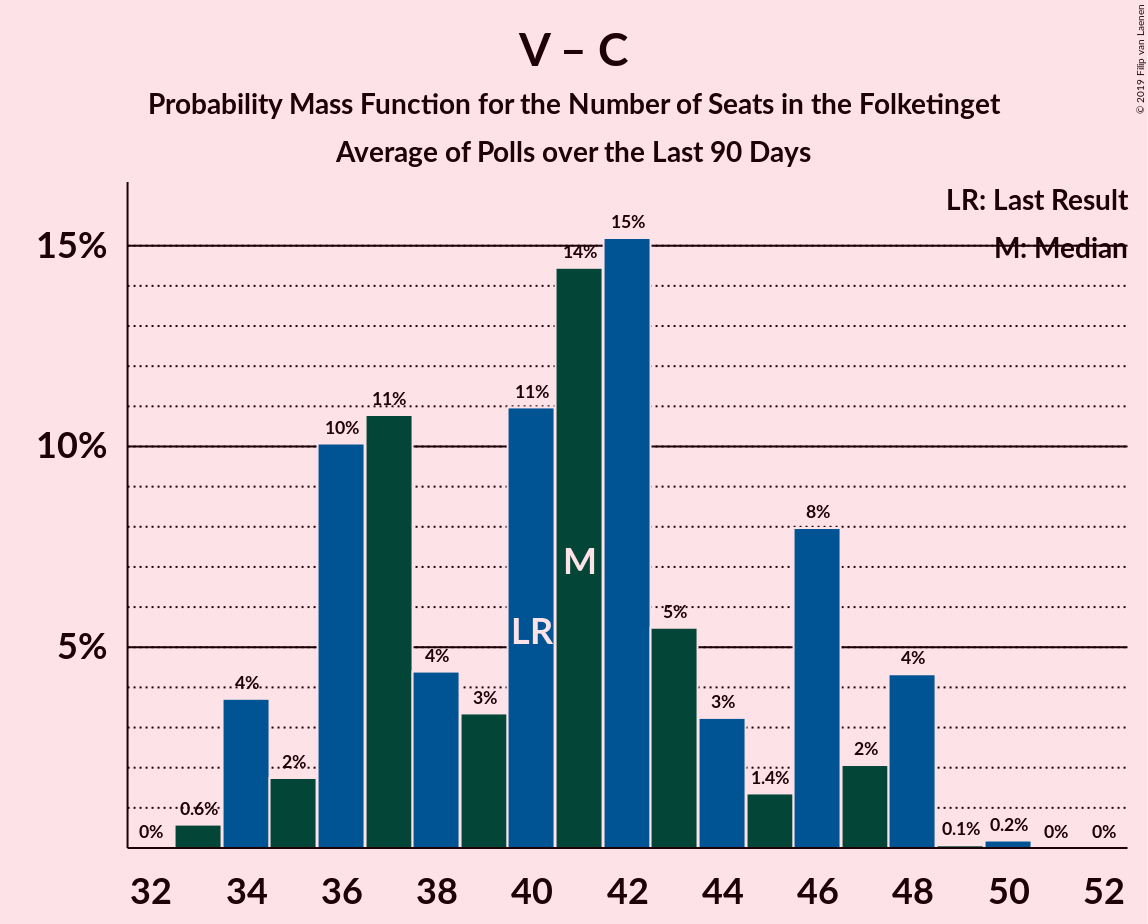 V – C
Probability Mass Function for the Number of Seats in the Folketinget
Average of Polls over the Last 90 Days
© 2019 Filip van Laenen
LR: Last Result
M: Median
15%
10%
5%
0%
0.6%
4%
2%
10%
11%
4%
3%
11%
14%
15%
5%
3%
1.4%
8%
2%
4%
0.1%
0.2%
0%
0%
LR
M
32 34 36 38 40 42 44 46 48 50 52